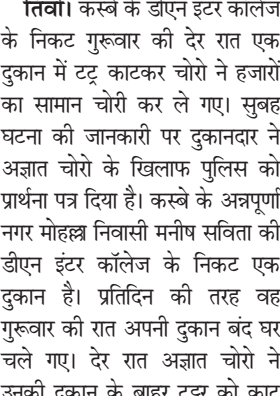 तिर्वा। कस्बे के डीएन इंटर कालेज
के निकट गुरूवार की देर रात एक
दुकान में टट्र काटकर चोरो ने हजारों
का सामान चोरी कर ले गए। सुबह
घटना की जानकारी पर दुकानदार ने
अज्ञात चोरो के खिलाफ पुलिस को
प्रार्थना पत्र दिया है। कस्बे के अन्नपूर्णा
नगर मोहल्ला निवासी मनीष सविता की
डीएन इंटर कॉलेज के निकट एक
दुकान है। प्रतिदिन की तरह वह
गुरूवार की रात अपनी दुकान बंद घर
चले गए। देर रात अज्ञात चोरो ने
उनकी दुकान के बाहर टट्टर को काट